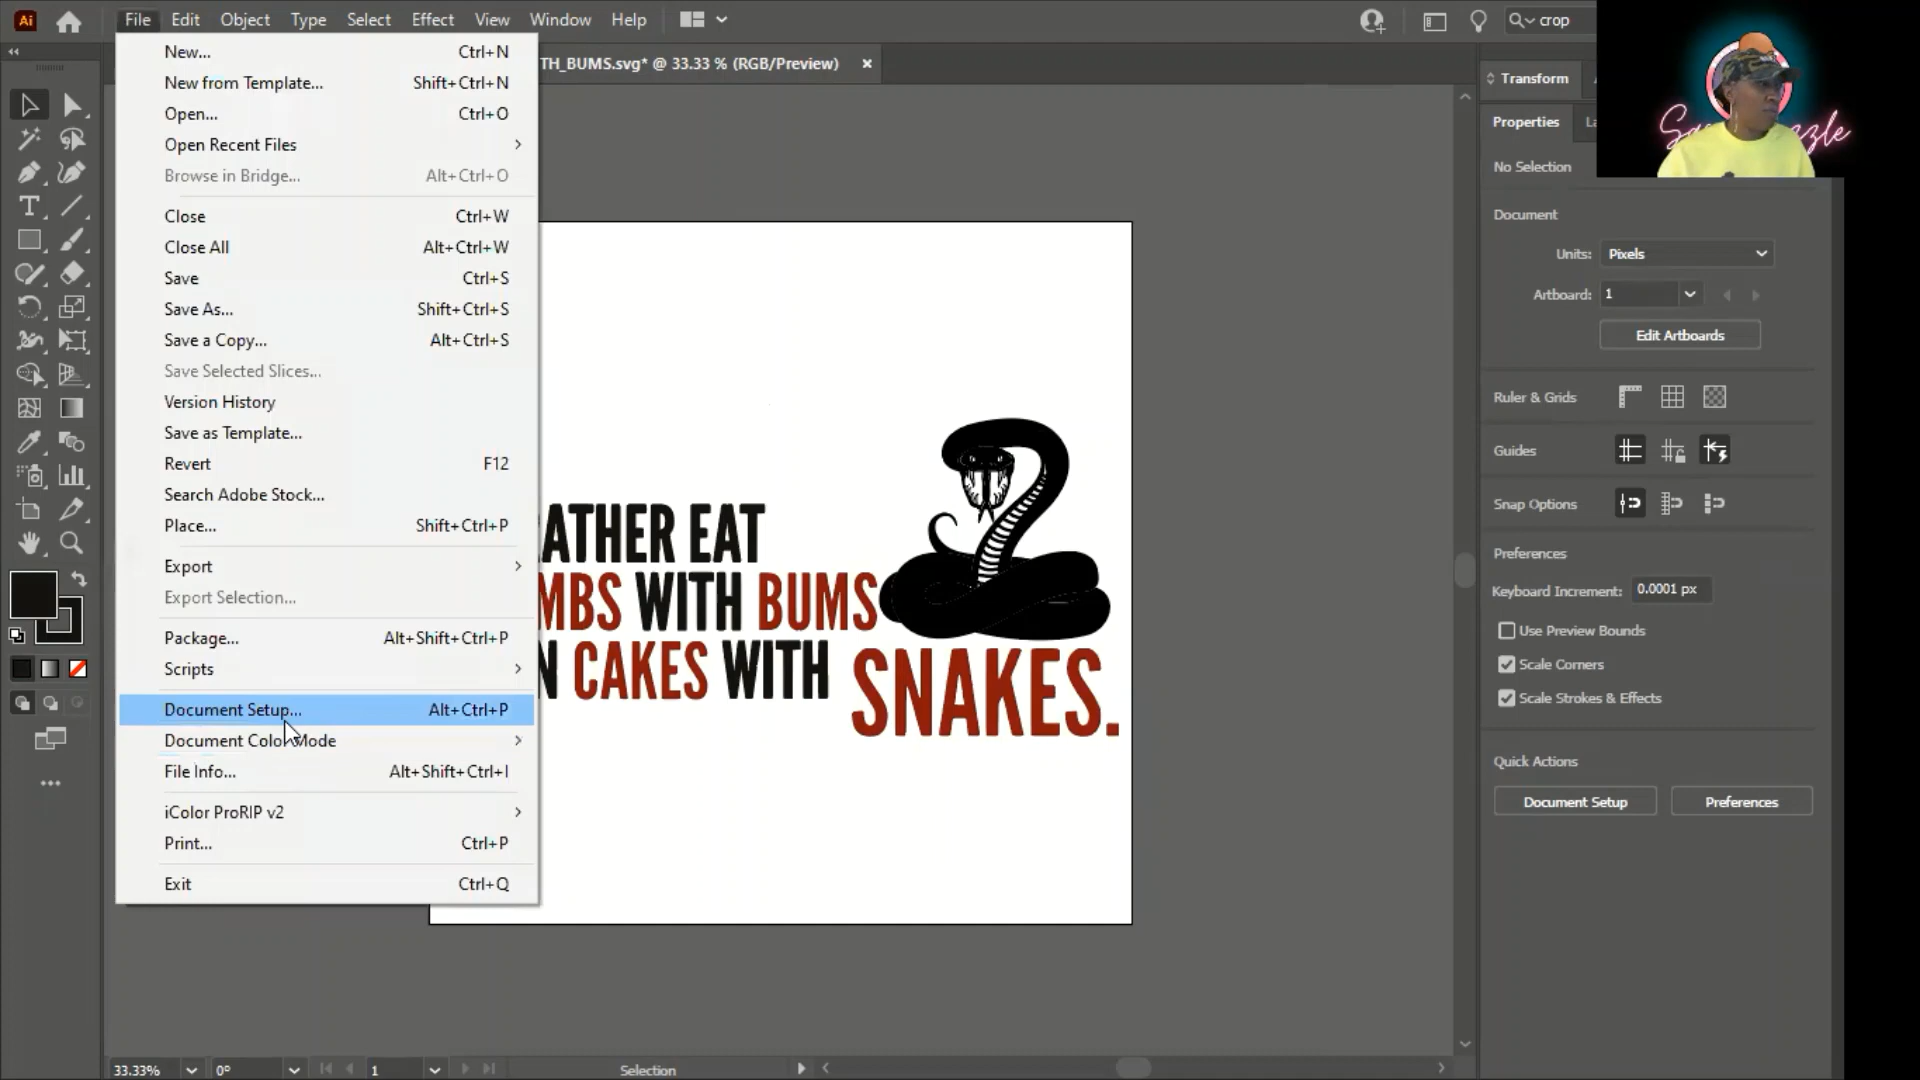 Ai File Edit Object Type Select Effect View Window Help crop
TH_BUMS.svg* @ 33.33 % (RGB/Preview) ×
New... Ctrl+N
New from Template... Shift+Ctrl+N
Open... Ctrl+O
Open Recent Files
Browse in Bridge... Alt+Ctrl+O
Close Ctrl+W
Close All Alt+Ctrl+W
Save Ctrl+S
Save As... Shift+Ctrl+S
Save a Copy... Alt+Ctrl+S
Save Selected Slices...
Version History
Save as Template...
Revert F12
Search Adobe Stock...
Place... Shift+Ctrl+P
Export
Export Selection...
Package... Alt+Shift+Ctrl+P
Scripts
Document Setup... Alt+Ctrl+P
Document Color Mode
File Info... Alt+Shift+Ctrl+I
iColor ProRIP v2
Print... Ctrl+P
Exit Ctrl+Q
ATHER EAT
MBS WITH BUMS
N CAKES WITH SNAKES.
Transform
Properties
No Selection
Document
Units: Pixels
Artboard: 1
Edit Artboards
Ruler & Grids
Guides
Snap Options
Preferences
Keyboard Increment: 0.0001 px
Use Preview Bounds
Scale Corners
Scale Strokes & Effects
Quick Actions
Document Setup Preferences
33.33% 0° 1 Selection